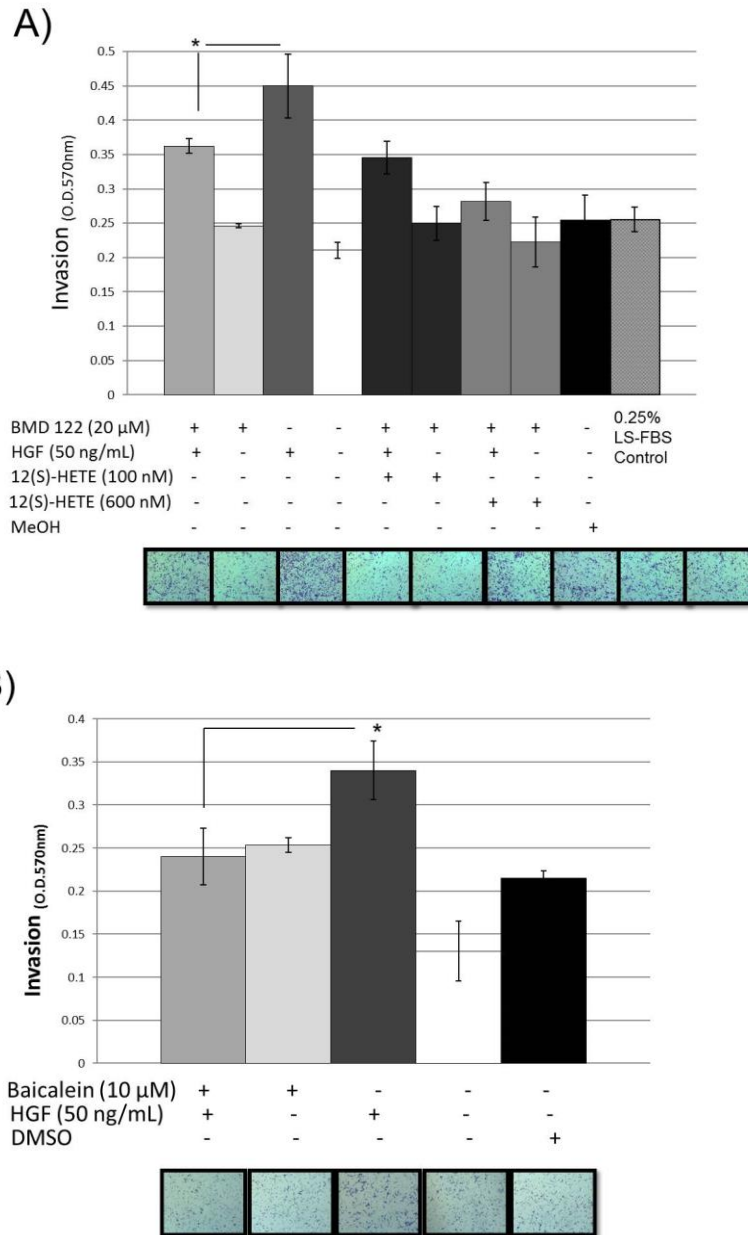 A)
*
0.5
0.45
0.4
0.35
0.3
0.25
0.2
0.15
0.1
0.05
0
Invasion (O.D.570nm)
BMD 122 (20 µM) + + - - + + + + -
HGF (50 ng/mL) + - + - + - + - -
12(S)-HETE (100 nM) - - - - + + - - -
12(S)-HETE (600 nM) - - - - - - + + -
MeOH - - - - - - - - +
0.25%
LS-FBS
Control
)
*
0.4
0.35
0.3
0.25
0.2
0.15
0.1
0.05
0
Invasion (O.D.570nm)
Baicalein (10 µM) + + - - -
HGF (50 ng/mL) + - + - -
DMSO - - - - +